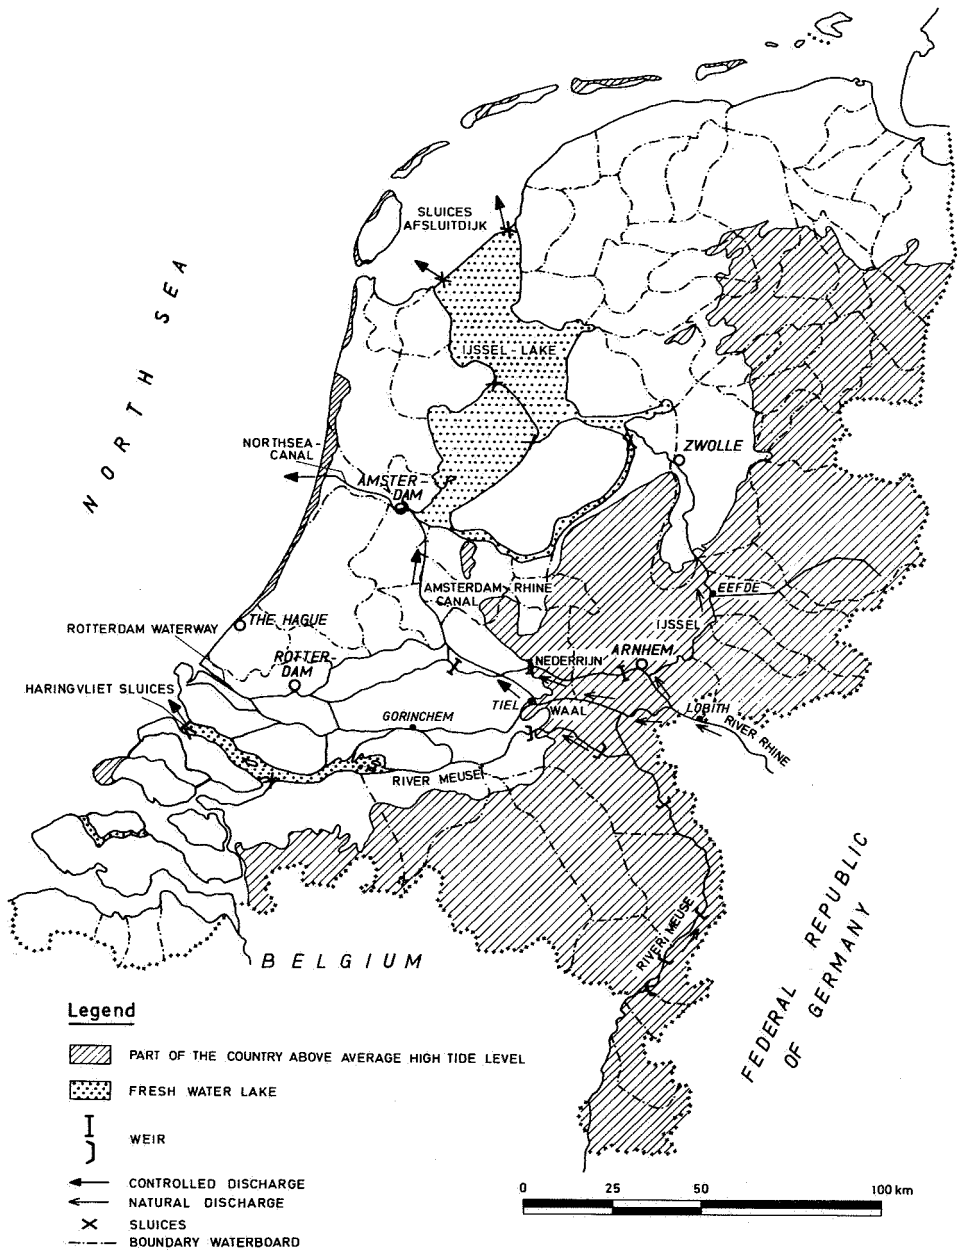 SLUICES
AFSLUITDIJK
NORTH SEA
IJSSEL-LAKE
NORTHSEA-
CANAL
AMSTER-
DAM
ZWOLLE
AMSTERDAM-RHINE
CANAL
EEFDE
THE HAGUE
IJSSEL
ROTTERDAM WATERWAY
ROTTER-
DAM
NEDERRIJN
ARNHEM
HARINGVLIET SLUICES
TIEL
WAAL
LOBITH
GORINCHEM
RIVER RHINE
RIVER MEUSE
RIVER MEUSE
BELGIUM
FEDERAL REPUBLIC
OF GERMANY
Legend
PART OF THE COUNTRY ABOVE AVERAGE HIGH TIDE LEVEL
FRESH WATER LAKE
WEIR
CONTROLLED DISCHARGE
NATURAL DISCHARGE
SLUICES
BOUNDARY WATERBOARD
0 25 50 100 km